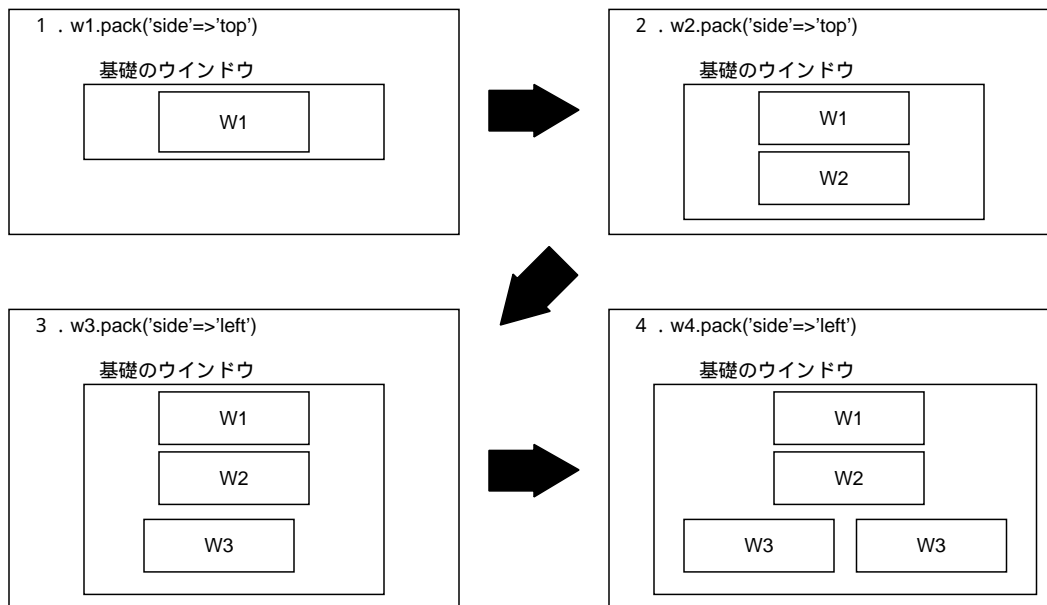 1 . w1.pack('side'=>'top')
基礎のウインドウ
W1
2 . w2.pack('side'=>'top')
基礎のウインドウ
W1
W2
3 . w3.pack('side'=>'left')
基礎のウインドウ
W1
W2
W3
4 . w4.pack('side'=>'left')
基礎のウインドウ
W1
W2
W3 W3